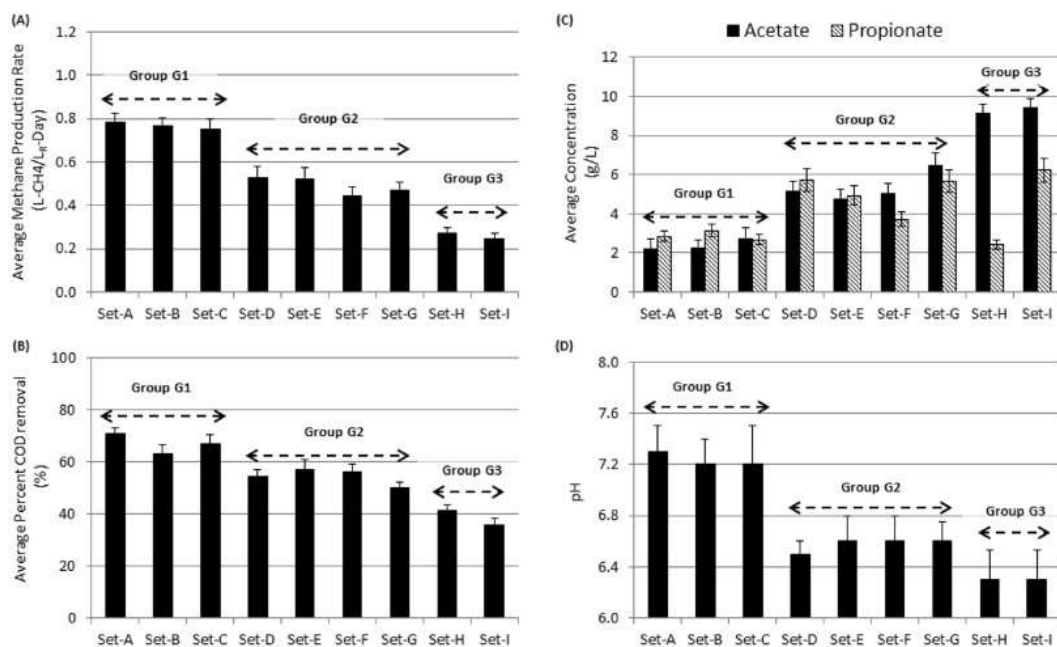 (A)
Average Methane Production Rate
(L-CH4/LR-Day)
1.2
1.0
0.8
0.6
0.4
0.2
0.0
Group G1
Group G2
Group G3
Set-A Set-B Set-C Set-D Set-E Set-F Set-G Set-H Set-I
(C)
Acetate Propionate
Average Concentration
(g/L)
12
10
8
6
4
2
0
Group G1
Group G2
Group G3
Set-A Set-B Set-C Set-D Set-E Set-F Set-G Set-H Set-I
(B)
Average Percent COD removal
(%)
100
80
60
40
20
0
Group G1
Group G2
Group G3
Set-A Set-B Set-C Set-D Set-E Set-F Set-G Set-H Set-I
(D)
pH
8.0
7.6
7.2
6.8
6.4
6.0
Group G1
Group G2
Group G3
Set-A Set-B Set-C Set-D Set-E Set-F Set-G Set-H Set-I